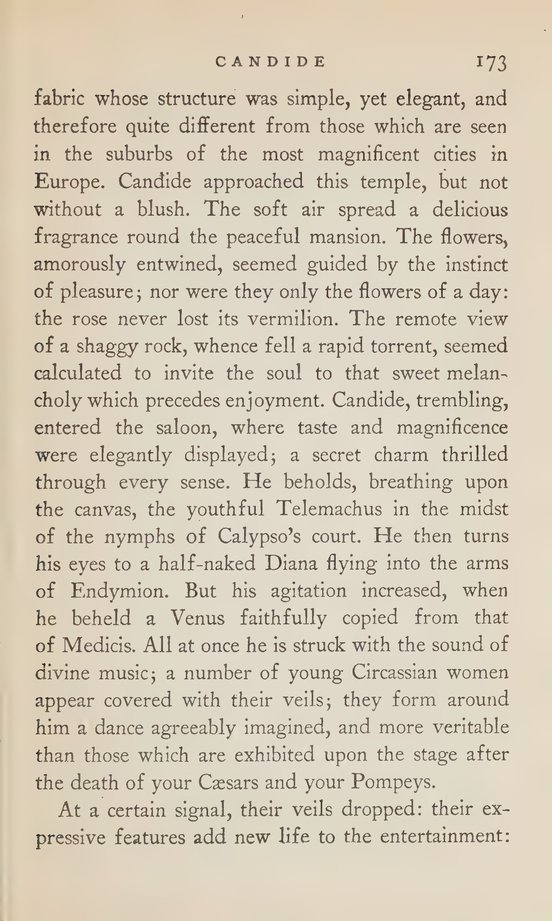 CANDIDE 173
fabric whose structure was simple, yet elegant, and
therefore quite different from those which are seen
in the suburbs of the most magnificent cities in
Europe. Candide approached this temple, but not
without a blush. The soft air spread a delicious
fragrance round the peaceful mansion. The flowers,
amorously entwined, seemed guided by the instinct
of pleasure; nor were they only the flowers of a day:
the rose never lost its vermilion. The remote view
of a shaggy rock, whence fell a rapid torrent, seemed
calculated to invite the soul to that sweet melan-
choly which precedes enjoyment. Candide, trembling,
entered the saloon, where taste and magnificence
were elegantly displayed; a secret charm thrilled
through every sense. He beholds, breathing upon
the canvas, the youthful Telemachus in the midst
of the nymphs of Calypso's court. He then turns
his eyes to a half-naked Diana flying into the arms
of Endymion. But his agitation increased, when
he beheld a Venus faithfully copied from that
of Medicis. All at once he is struck with the sound of
divine music; a number of young Circassian women
appear covered with their veils; they form around
him a dance agreeably imagined, and more veritable
than those which are exhibited upon the stage after
the death of your Cæsars and your Pompeys.
At a certain signal, their veils dropped: their ex-
pressive features add new life to the entertainment: